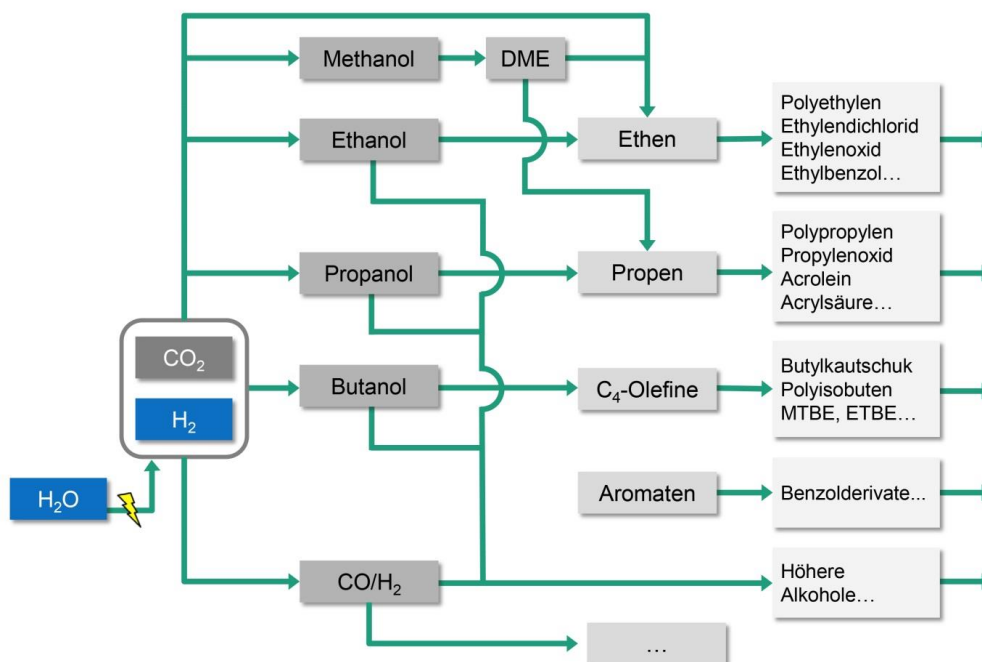 Methanol
DME
Ethanol
Ethen
Polyethylen
Ethylendichlorid
Ethylenoxid
Ethylbenzol…
Propanol
Propen
Polypropylen
Propylenoxid
Acrolein
Acrylsäure…
CO₂
H₂
H₂O
Butanol
C₄-Olefine
Butylkautschuk
Polyisobuten
MTBE, ETBE…
Aromaten
Benzolderivate...
CO/H₂
Höhere
Alkohole…
…